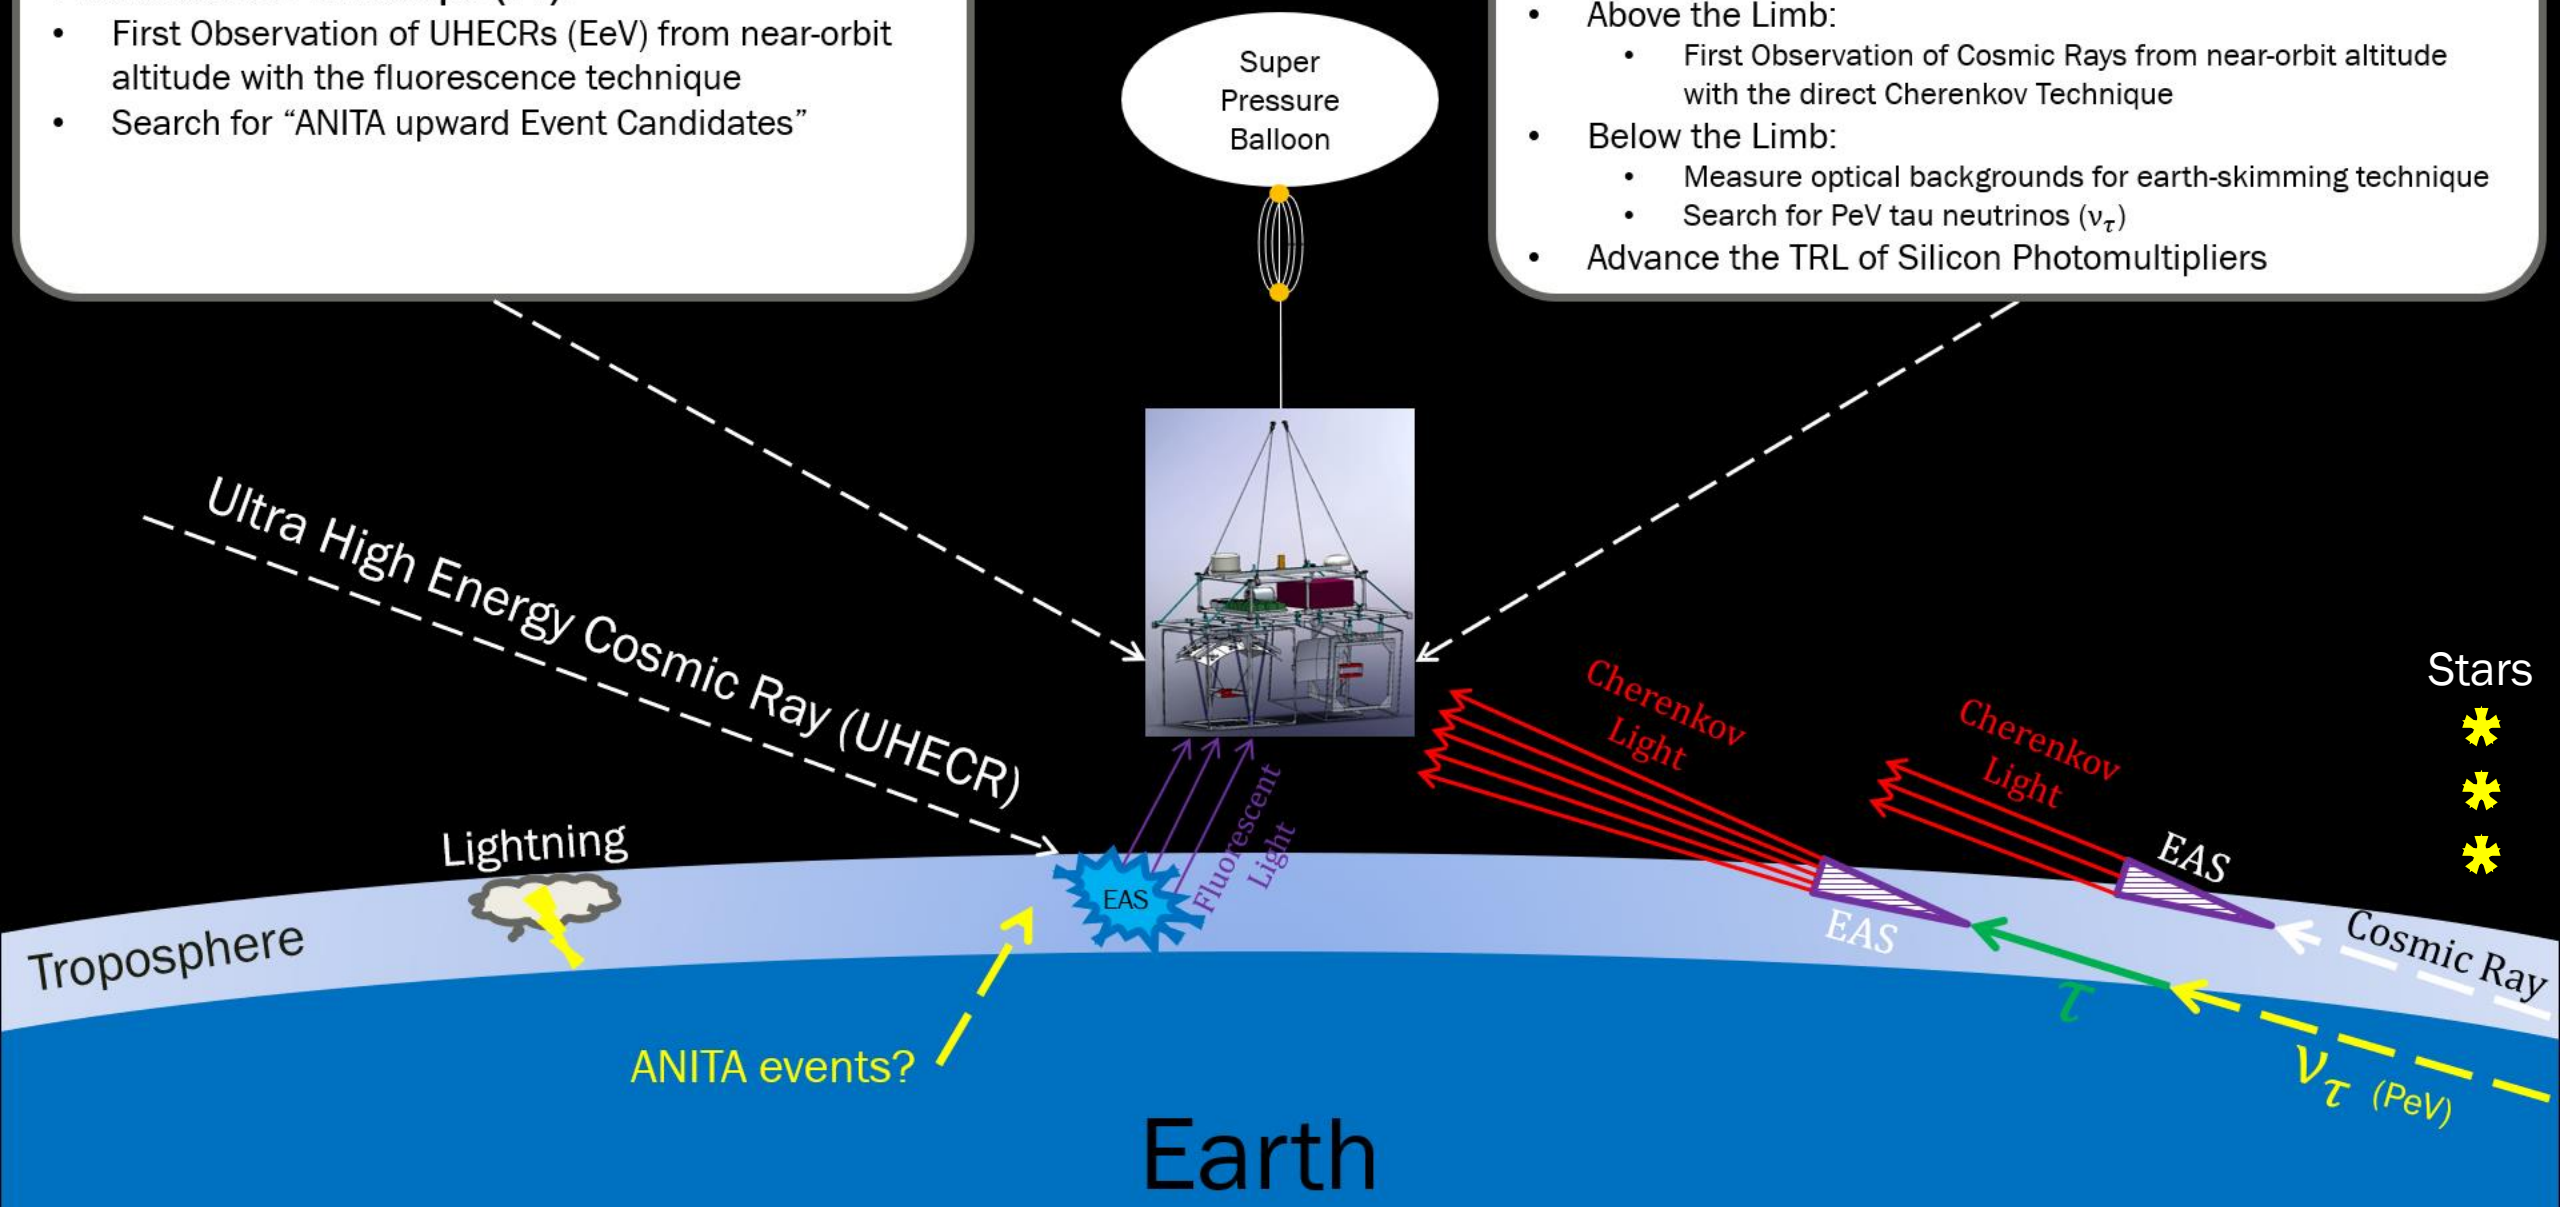 • First Observation of UHECRs (EeV) from near-orbit
altitude with the fluorescence technique
• Search for “ANITA upward Event Candidates”
Super
Pressure
Balloon
• Above the Limb:
• First Observation of Cosmic Rays from near-orbit altitude
with the direct Cherenkov Technique
• Below the Limb:
• Measure optical backgrounds for earth-skimming technique
• Search for PeV tau neutrinos (ντ)
• Advance the TRL of Silicon Photomultipliers
Ultra High Energy Cosmic Ray (UHECR)
Lightning
Troposphere
EAS
Fluorescent
Light
ANITA events?
Cherenkov
Light
Cherenkov
Light
EAS
EAS
Stars
Cosmic Ray
τ
ντ (PeV)
Earth